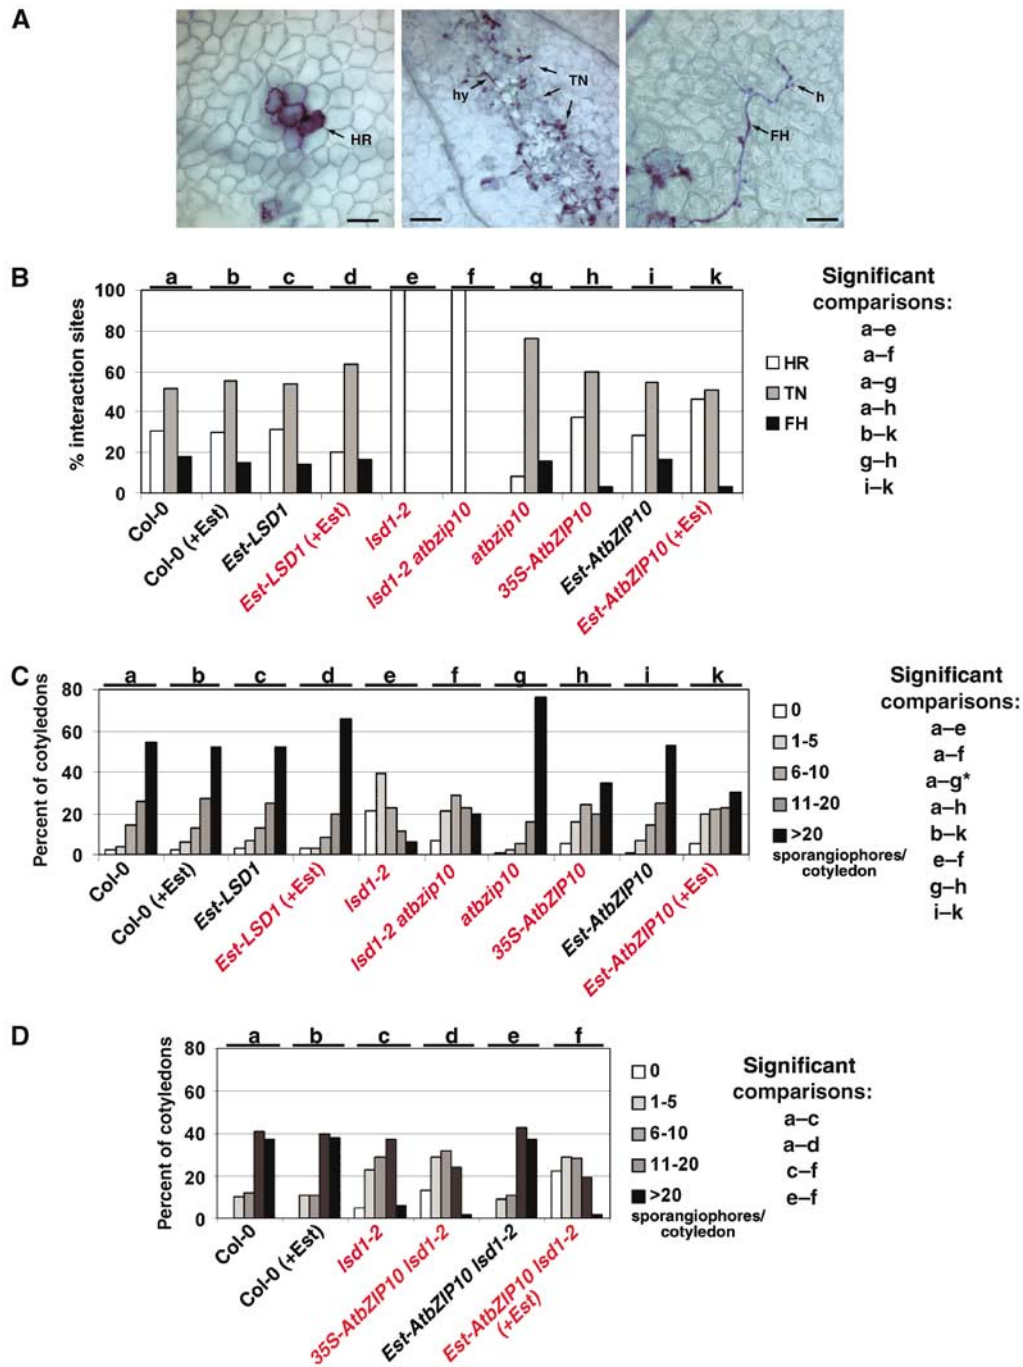 A
HR
hy
TN
h
FH
B
a b c d e f g h i k
% interaction sites
100
80
60
40
20
0
Col-0
Col-0 (+Est)
Est-LSD1
Est-LSD1 (+Est)
lsd1-2
lsd1-2 atbzip10
atbzip10
35S-AtbZIP10
Est-AtbZIP10
Est-AtbZIP10 (+Est)
HR
TN
FH
Significant
comparisons:
a–e
a–f
a–g
a–h
b–k
g–h
i–k
C
a b c d e f g h i k
Percent of cotyledons
80
60
40
20
0
Col-0
Col-0 (+Est)
Est-LSD1
Est-LSD1 (+Est)
lsd1-2
lsd1-2 atbzip10
atbzip10
35S-AtbZIP10
Est-AtbZIP10
Est-AtbZIP10 (+Est)
0
1-5
6-10
11-20
>20
sporangiophores/
cotyledon
Significant
comparisons:
a–e
a–f
a–g*
a–h
b–k
e–f
g–h
i–k
D
a b c d e f
Percent of cotyledons
80
60
40
20
0
Col-0
Col-0 (+Est)
lsd1-2
35S-AtbZIP10 lsd1-2
Est-AtbZIP10 lsd1-2
Est-AtbZIP10 lsd1-2
(+Est)
0
1-5
6-10
11-20
>20
sporangiophores/
cotyledon
Significant
comparisons:
a–c
a–d
c–f
e–f